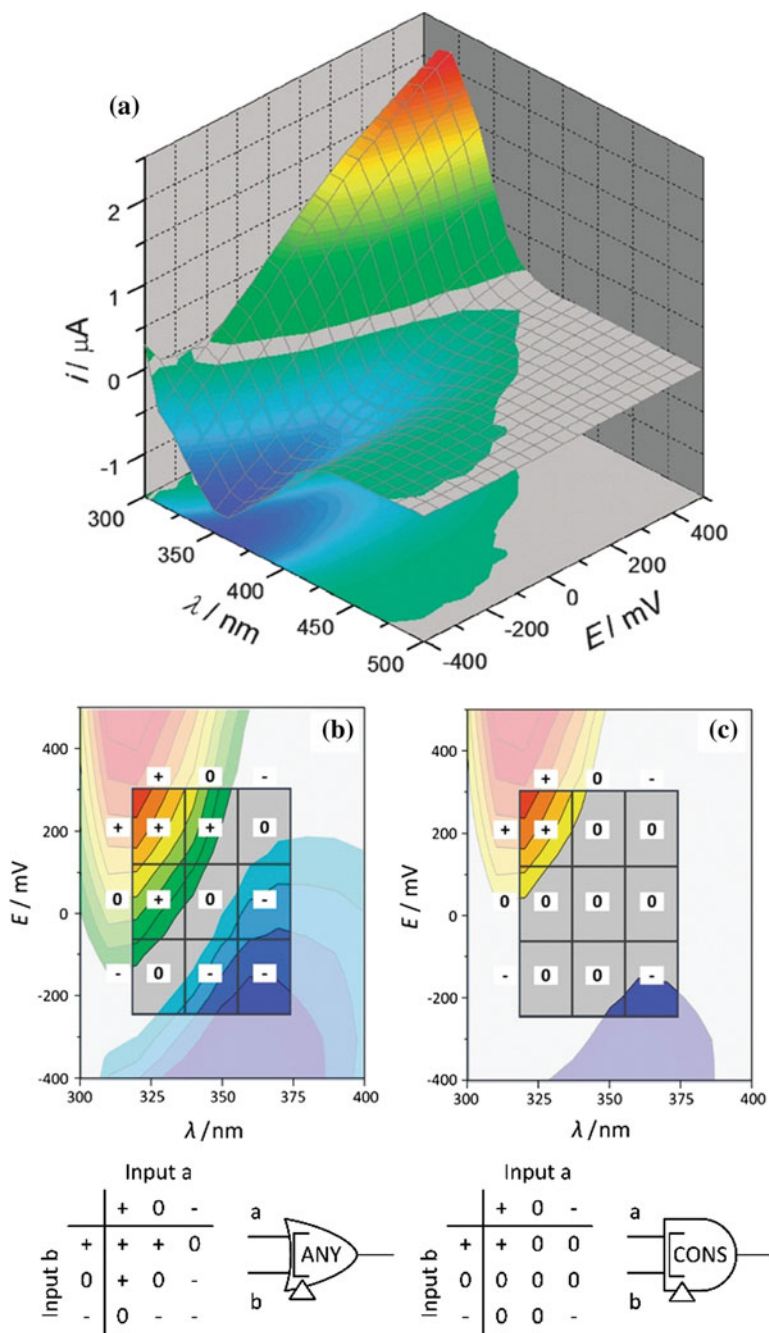 (a)
i / μA
2
1
0
-1
300
350
400
450
500
λ / nm
-400
-200
0
200
400
E / mV
(b)
+ 0 -
+ + + 0
0 + 0 -
- 0 - -
400
200
0
-200
-400
E / mV
300 325 350 375 400
λ / nm
(c)
+ 0 -
+ + 0 0
0 0 0 0
- 0 0 -
400
200
0
-200
-400
E / mV
300 325 350 375 400
λ / nm
Input a
+ 0 -
Input b
+ + + 0
0 + 0 -
- 0 - -
a
ANY
b
Input a
+ 0 -
Input b
+ + 0 0
0 0 0 0
- 0 0 -
a
CONS
b